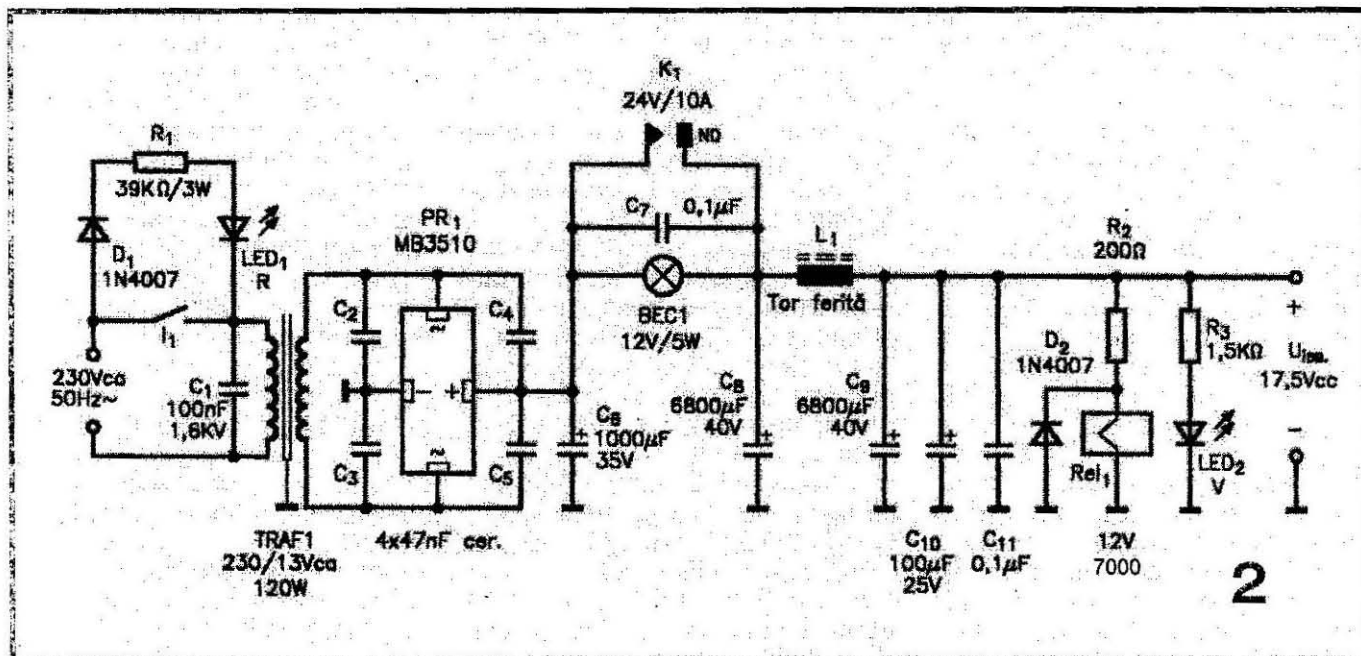 K1
24V/10A
NO
R1
39KΩ/3W
D1
1N4007
LED1
R
I1
230Vca
50Hz~
C1
100nF
1,6KV
TRAF1
230/13Vca
120W
PR1
MB3510
C2
C4
~
- +
~
C3
C5
4x47nF cer.
C7 0,1µF
BEC1
12V/5W
C6
1000µF
35V
C8
6800µF
40V
L1
Tor ferită
C9
6800µF
40V
C10
100µF
25V
C11
0,1µF
R2
200Ω
D2
1N4007
Rel1
12V
7000
R3
1,5KΩ
LED2
V
+
17,5Vcc
-
2